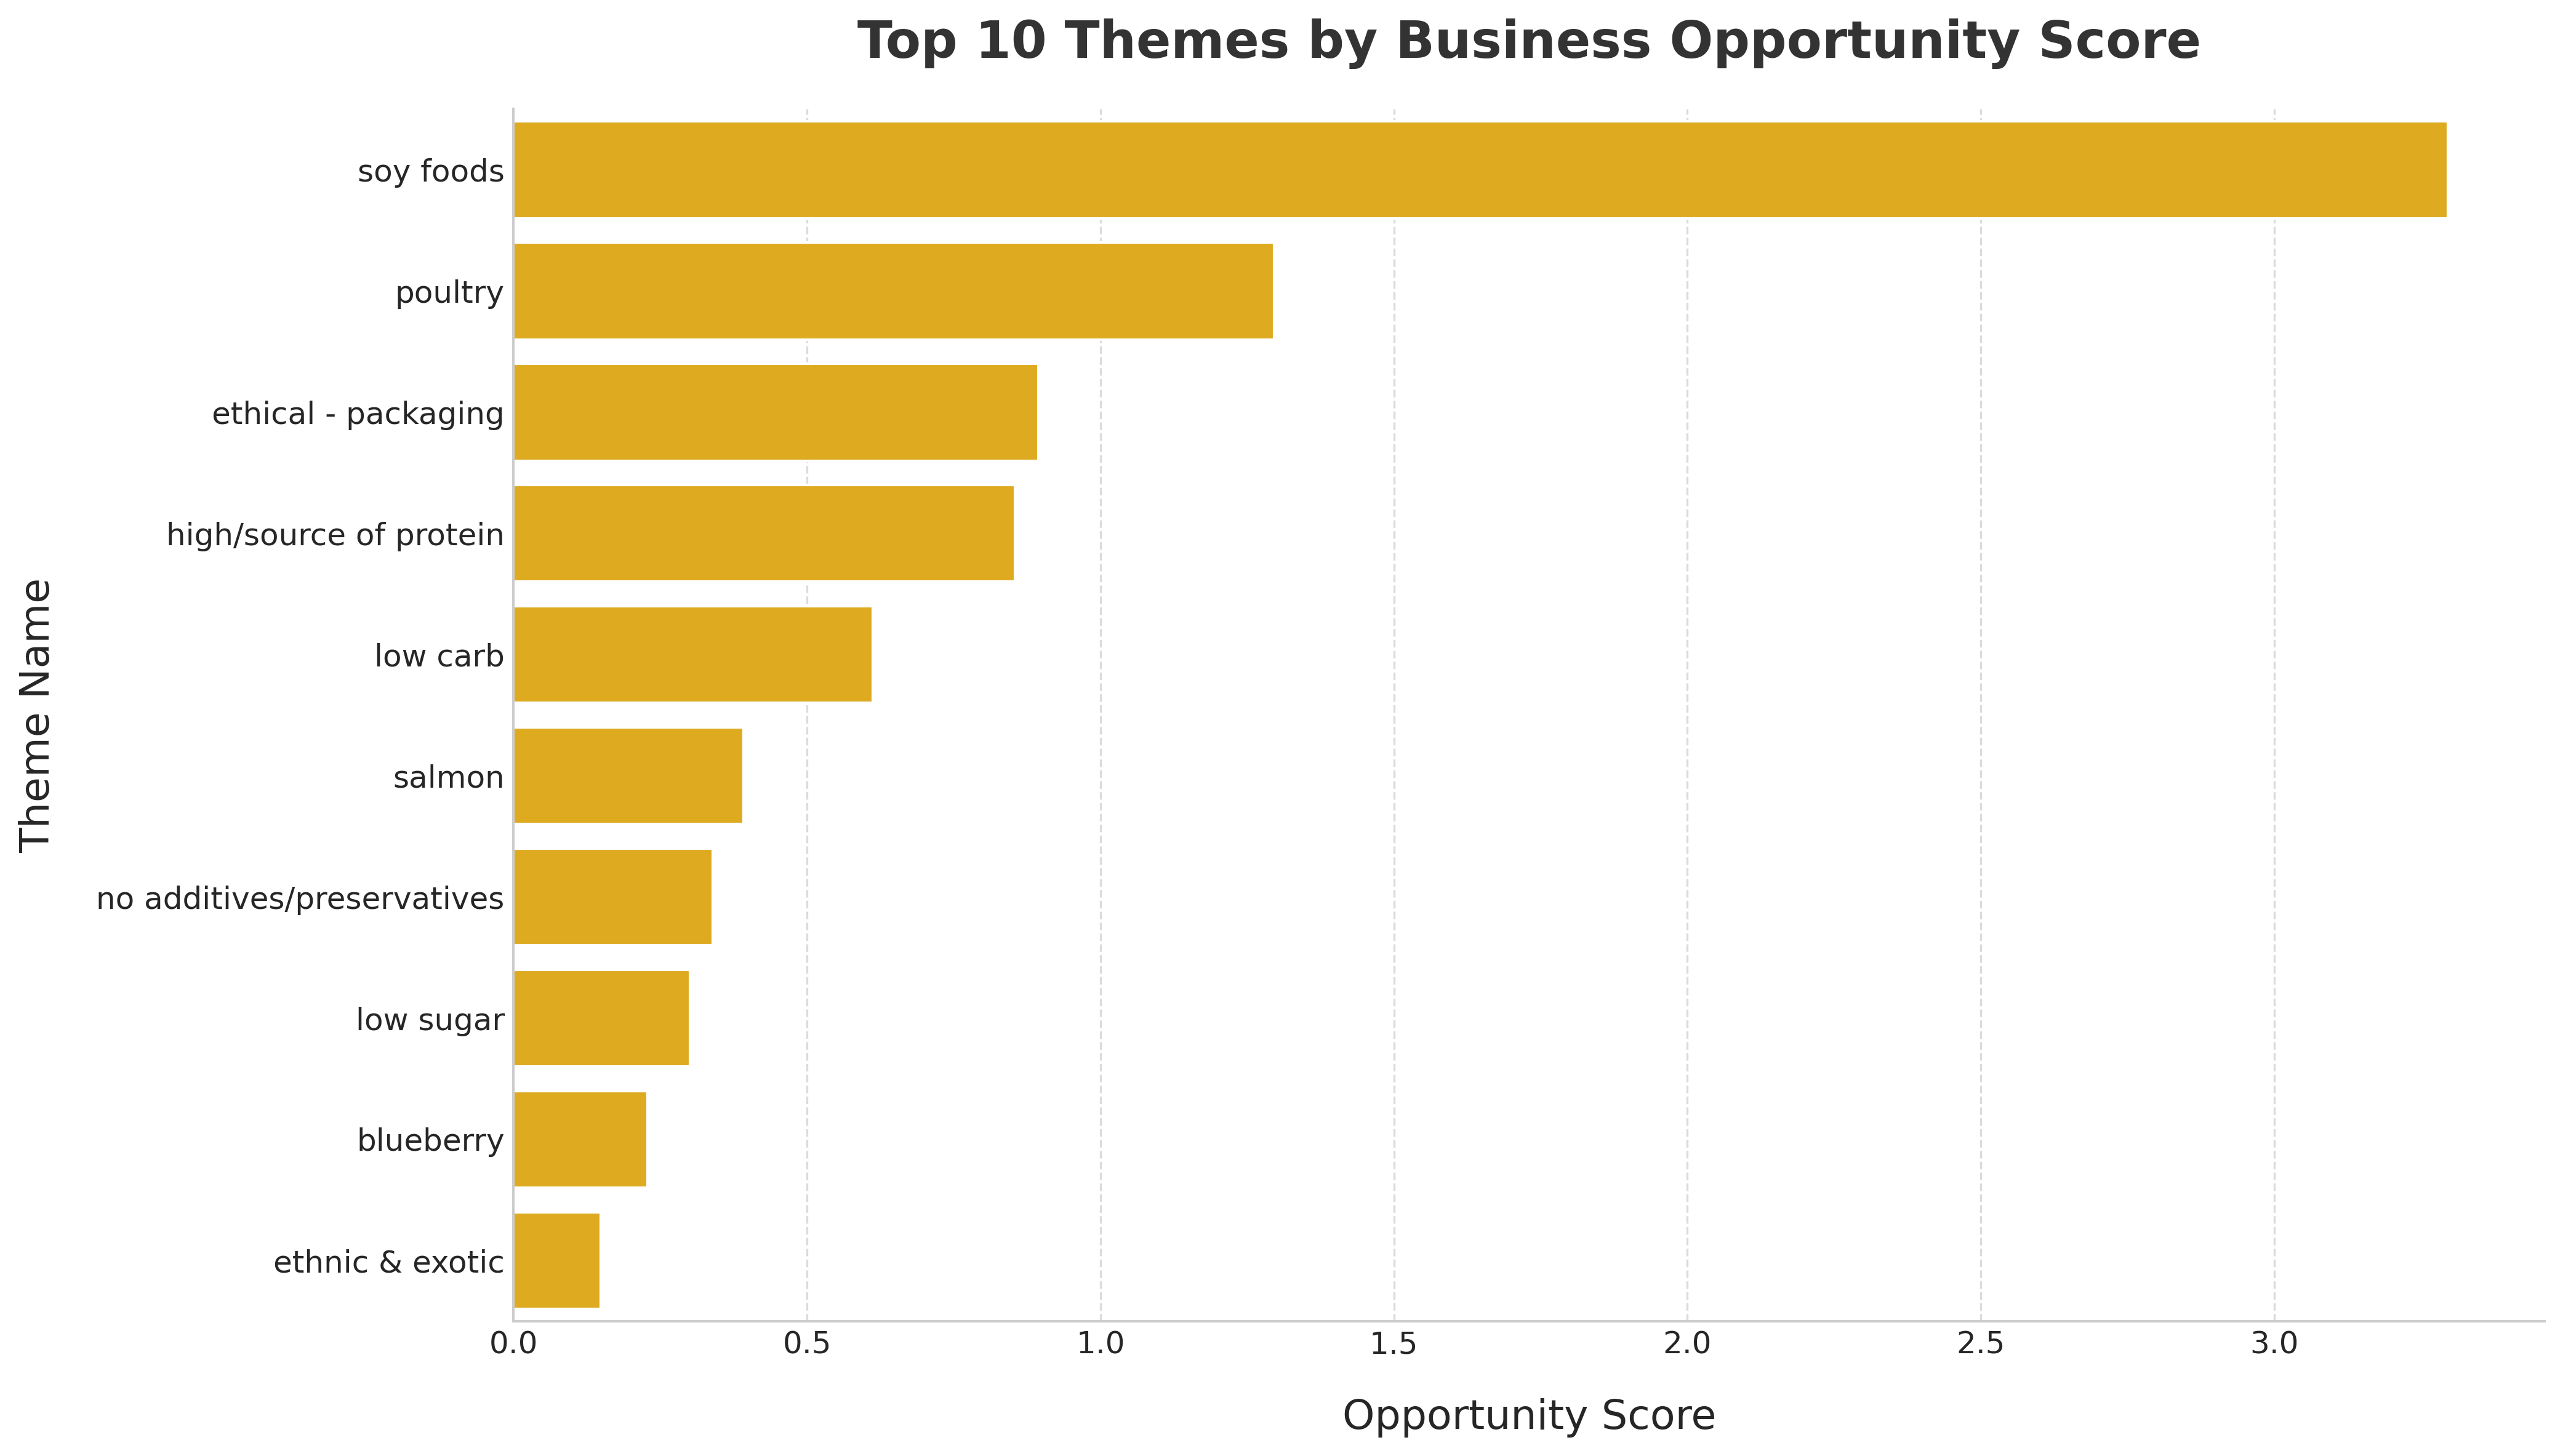 Top 10 Themes by Business Opportunity Score
soy foods
poultry
ethical - packaging
high/source of protein
low carb
salmon
no additives/preservatives
low sugar
blueberry
ethnic & exotic
Theme Name
0.0 0.5 1.0 1.5 2.0 2.5 3.0
Opportunity Score